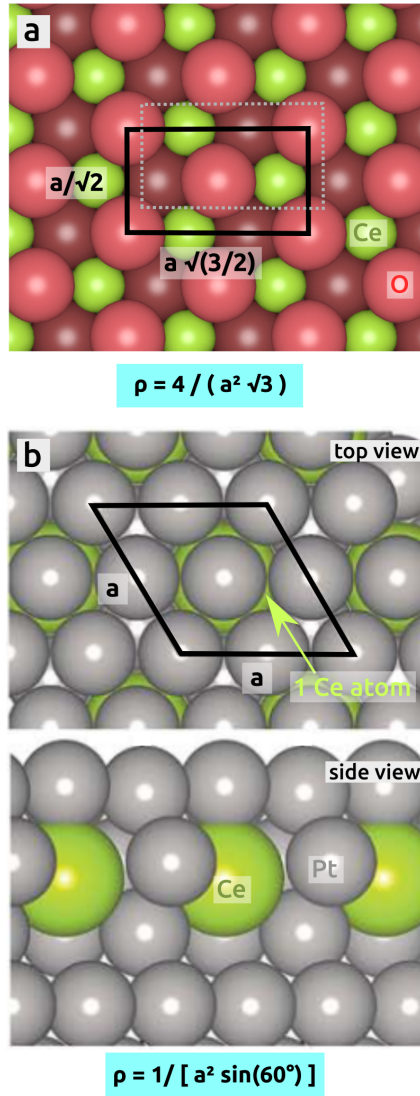 a
a/√2
a √(3/2)
Ce
O
ρ = 4 / ( a² √3 )
b
top view
a
a
1 Ce atom
side view
Ce
Pt
ρ = 1/ [ a² sin(60°) ]